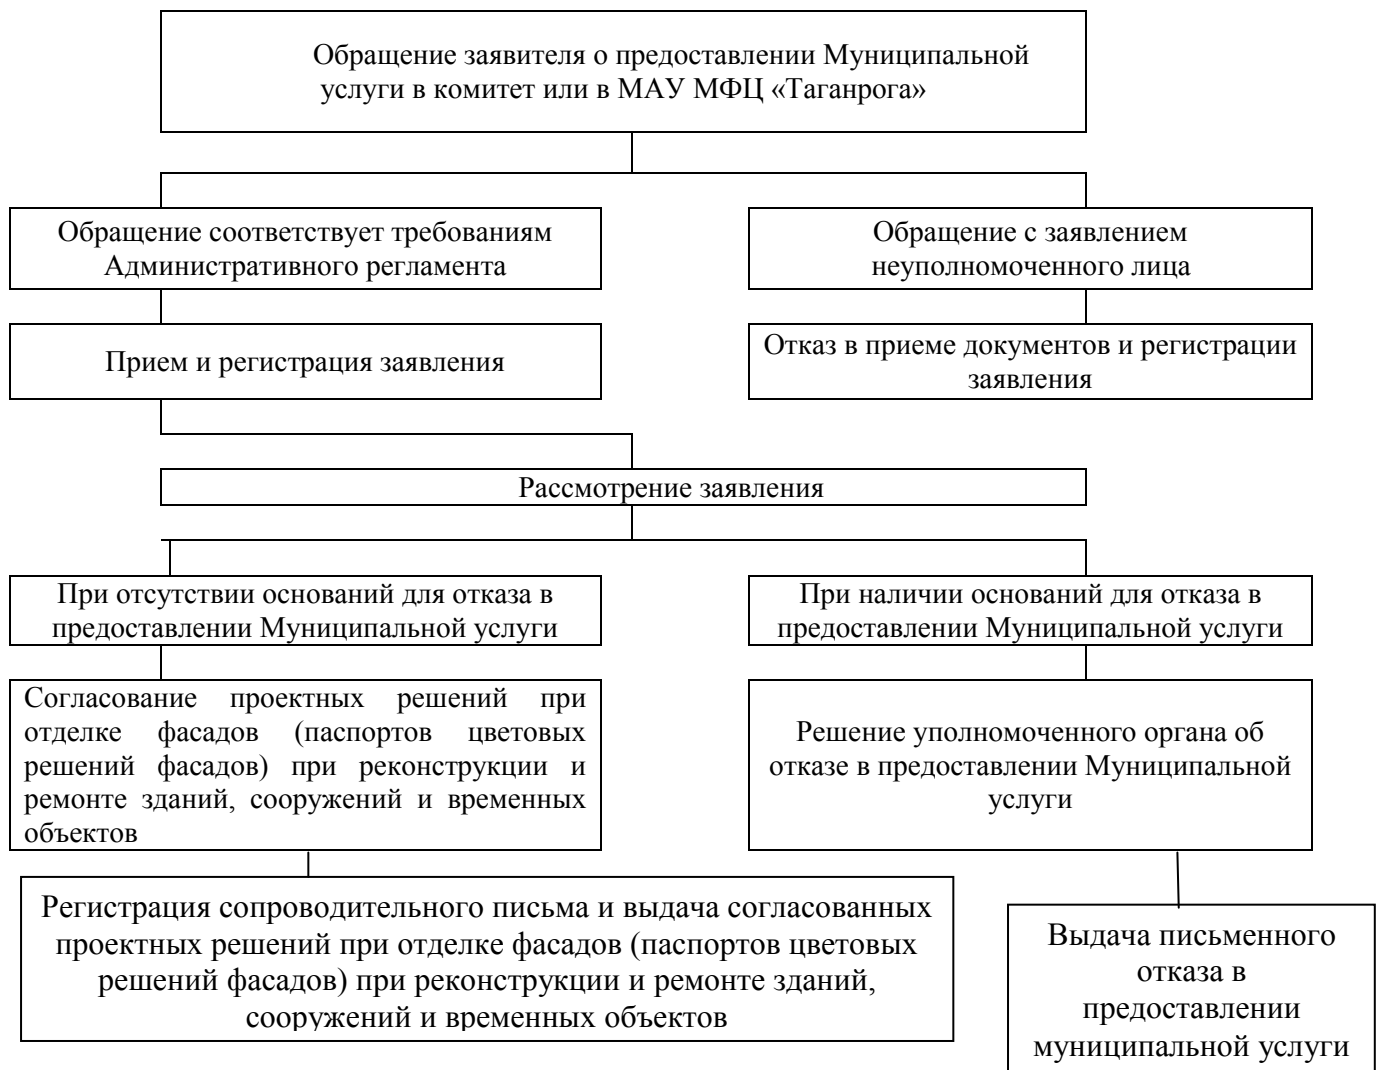 Обращение заявителя о предоставлении Муниципальной
услуги в комитет или в МАУ МФЦ «Таганрога»
Обращение соответствует требованиям
Административного регламента
Обращение с заявлением
неуполномоченного лица
Прием и регистрация заявления
Отказ в приеме документов и регистрации
заявления
Рассмотрение заявления
При отсутствии оснований для отказа в
предоставлении Муниципальной услуги
При наличии оснований для отказа в
предоставлении Муниципальной услуги
Согласование проектных решений при
отделке фасадов (паспортов цветовых
решений фасадов) при реконструкции и
ремонте зданий, сооружений и временных
объектов
Решение уполномоченного органа об
отказе в предоставлении Муниципальной
услуги
Регистрация сопроводительного письма и выдача согласованных
проектных решений при отделке фасадов (паспортов цветовых
решений фасадов) при реконструкции и ремонте зданий,
сооружений и временных объектов
Выдача письменного
отказа в
предоставлении
муниципальной услуги